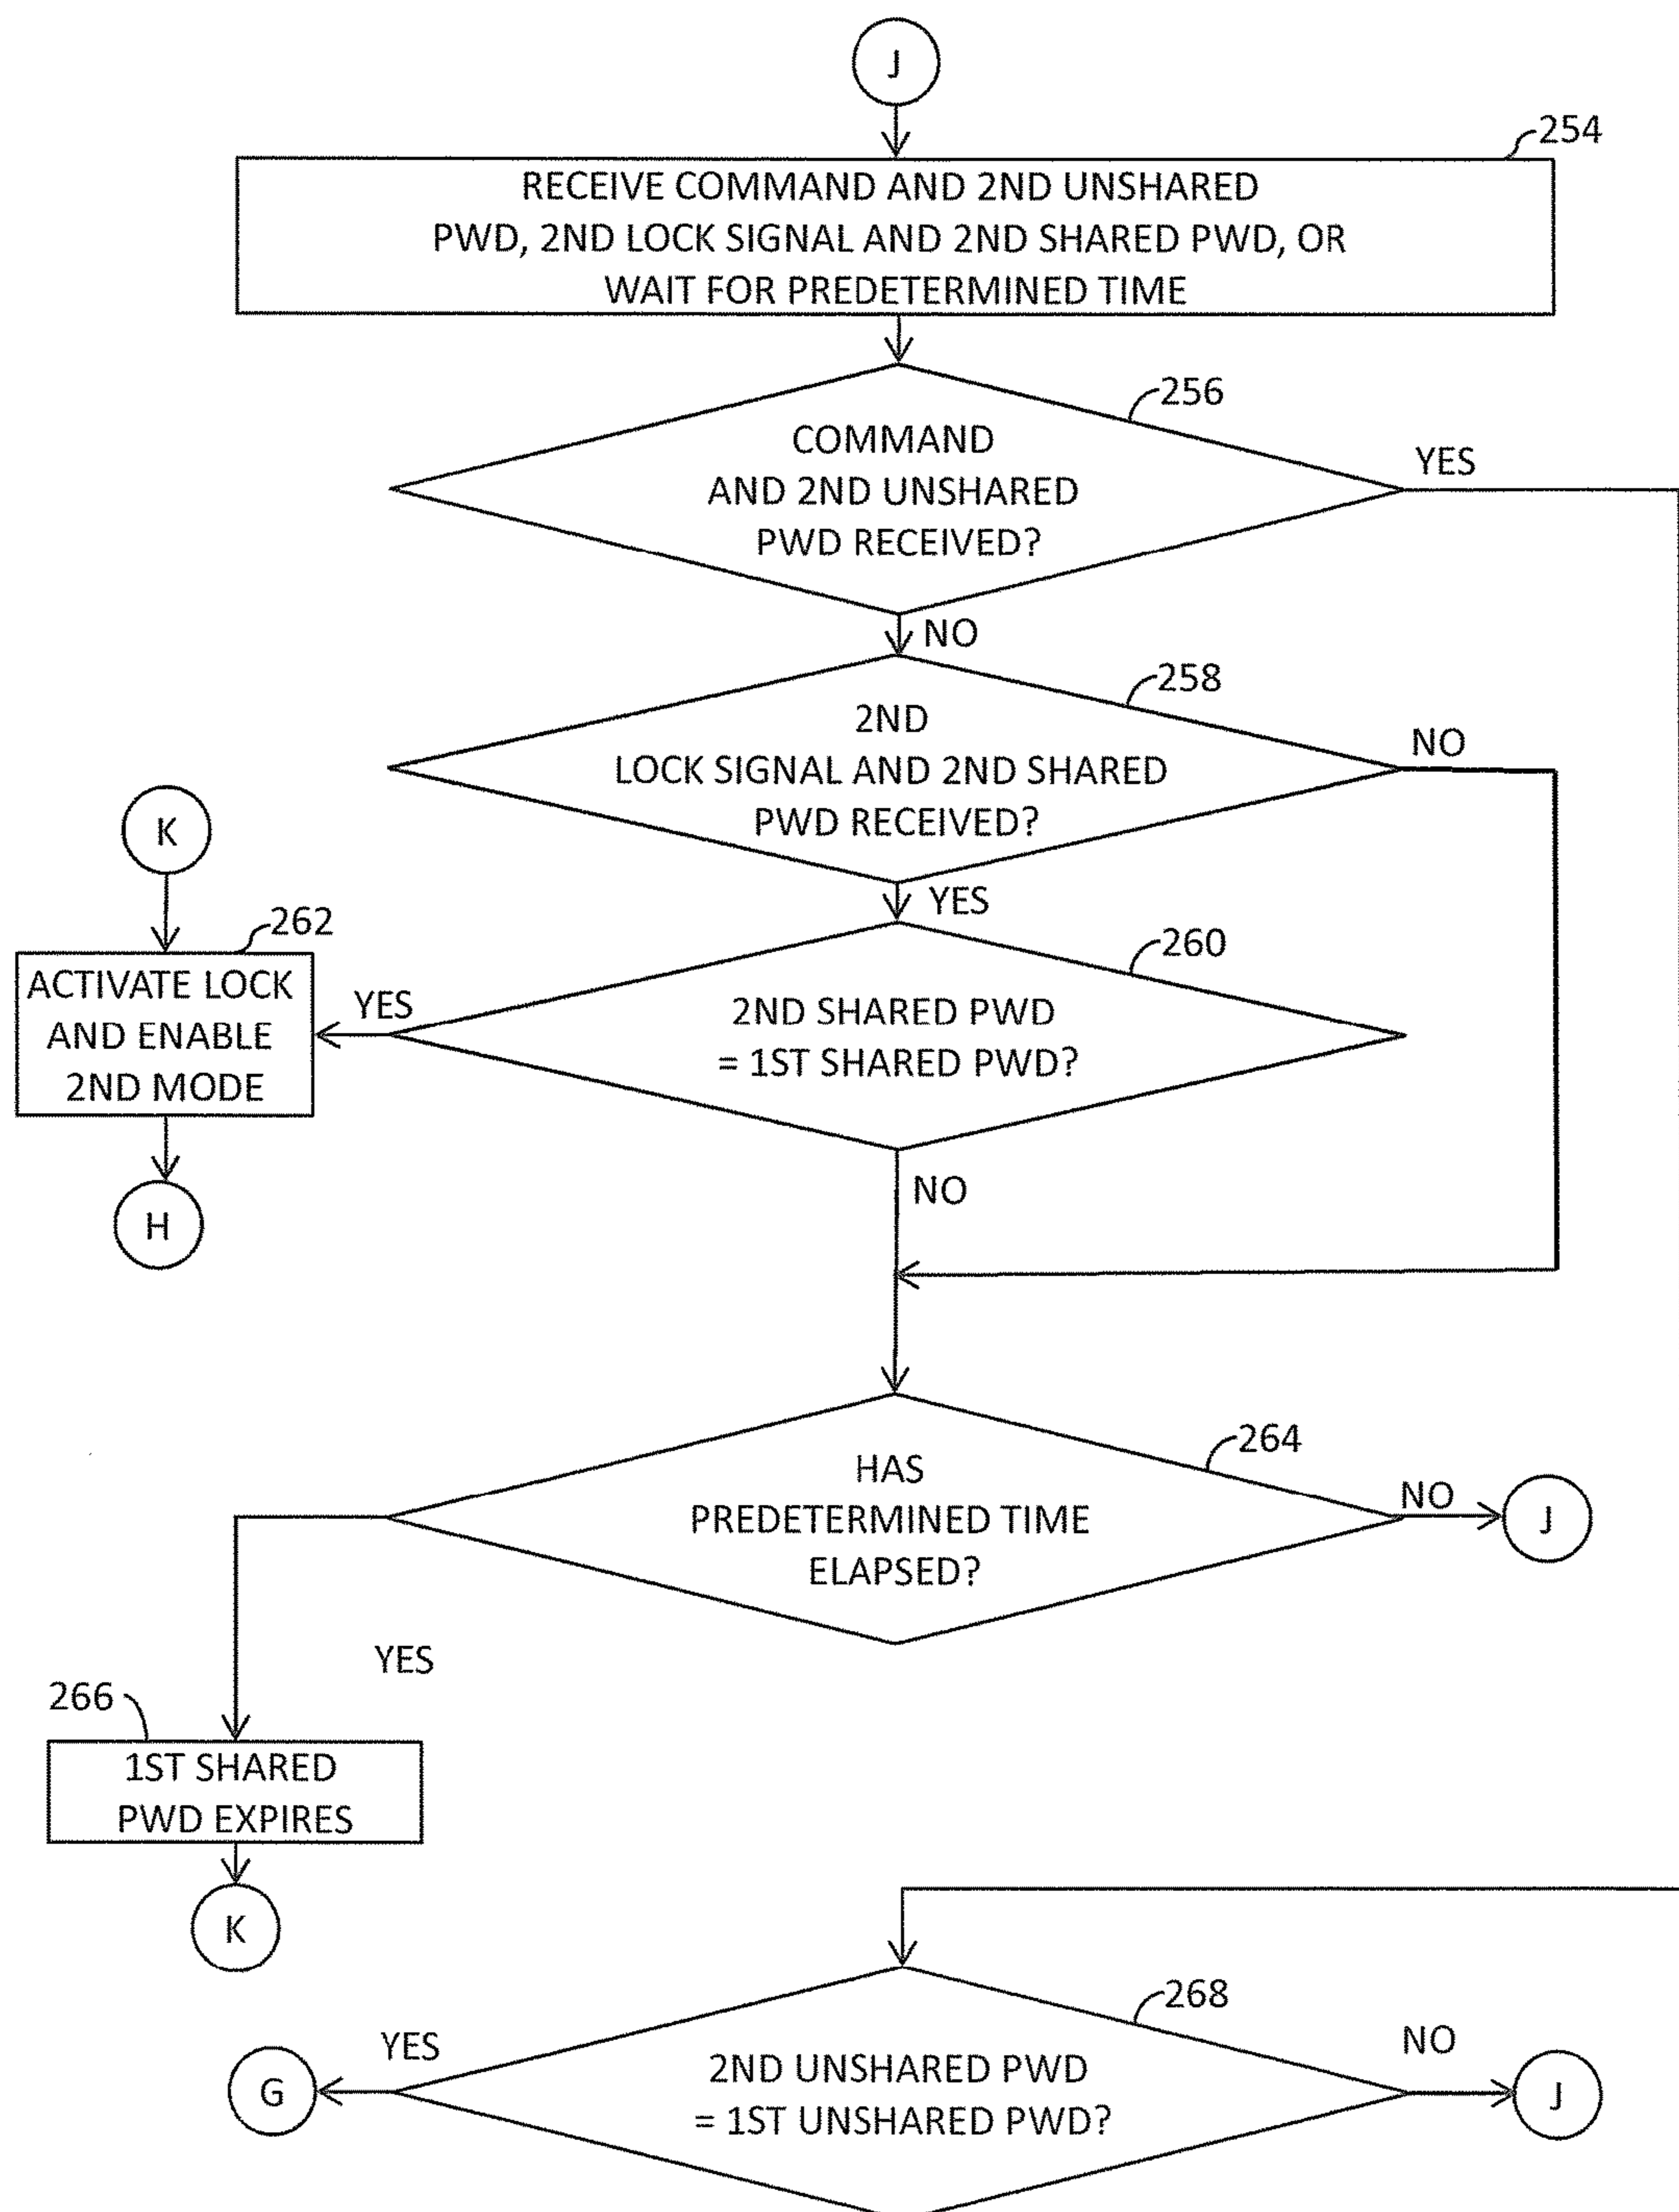 J
254
RECEIVE COMMAND AND 2ND UNSHARED
PWD, 2ND LOCK SIGNAL AND 2ND SHARED PWD, OR
WAIT FOR PREDETERMINED TIME
256
COMMAND
AND 2ND UNSHARED
PWD RECEIVED?
YES
NO
258
2ND
LOCK SIGNAL AND 2ND SHARED
PWD RECEIVED?
NO
YES
K
262
ACTIVATE LOCK
AND ENABLE
2ND MODE
YES
260
2ND SHARED PWD
= 1ST SHARED PWD?
NO
H
264
HAS
PREDETERMINED TIME
ELAPSED?
NO
J
YES
266
1ST SHARED
PWD EXPIRES
K
268
2ND UNSHARED PWD
= 1ST UNSHARED PWD?
YES
G
NO
J